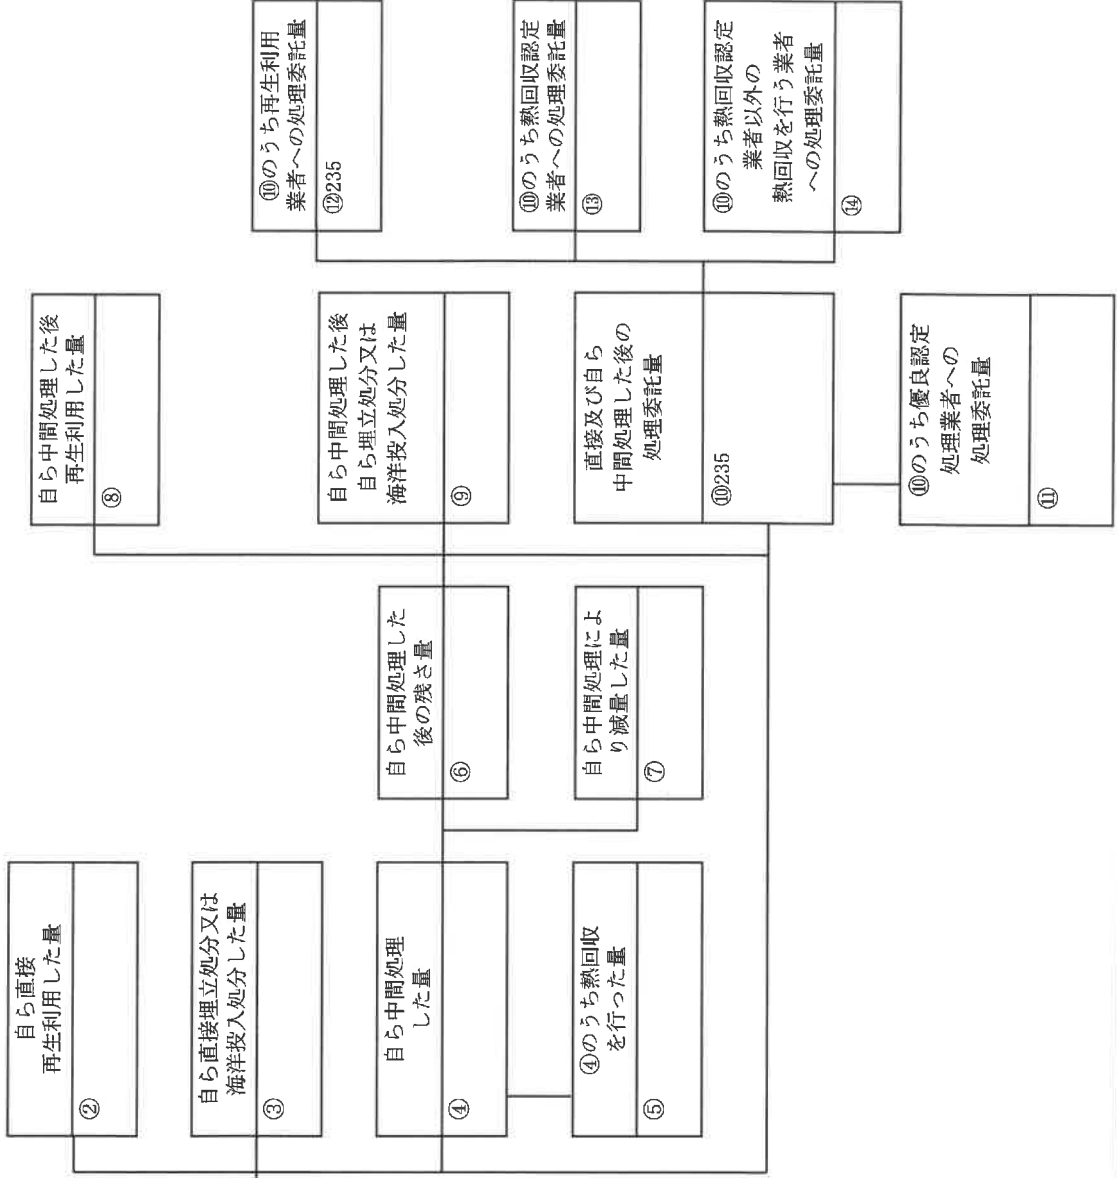 自ら直接
再生利用した量
②
自ら直接埋立処分又は
海洋投入処分した量
③
自ら中間処理
した量
④
④のうち熱回収
を行った量
⑤
自ら中間処理した
後の残さ量
⑥
自ら中間処理によ
り減量した量
⑦
自ら中間処理した後
再生利用した量
⑧
自ら中間処理した後
自ら埋立処分又は
海洋投入処分した量
⑨
直接及び自ら
中間処理した後の
処理委託量
⑩235
⑩のうち優良認定
処理業者への
処理委託量
⑪
⑩のうち再生利用
業者への処理委託量
⑫235
⑩のうち熱回収認定
業者への処理委託量
⑬
⑩のうち熱回収認定
業者以外の
熱回収を行う業者
への処理委託量
⑭